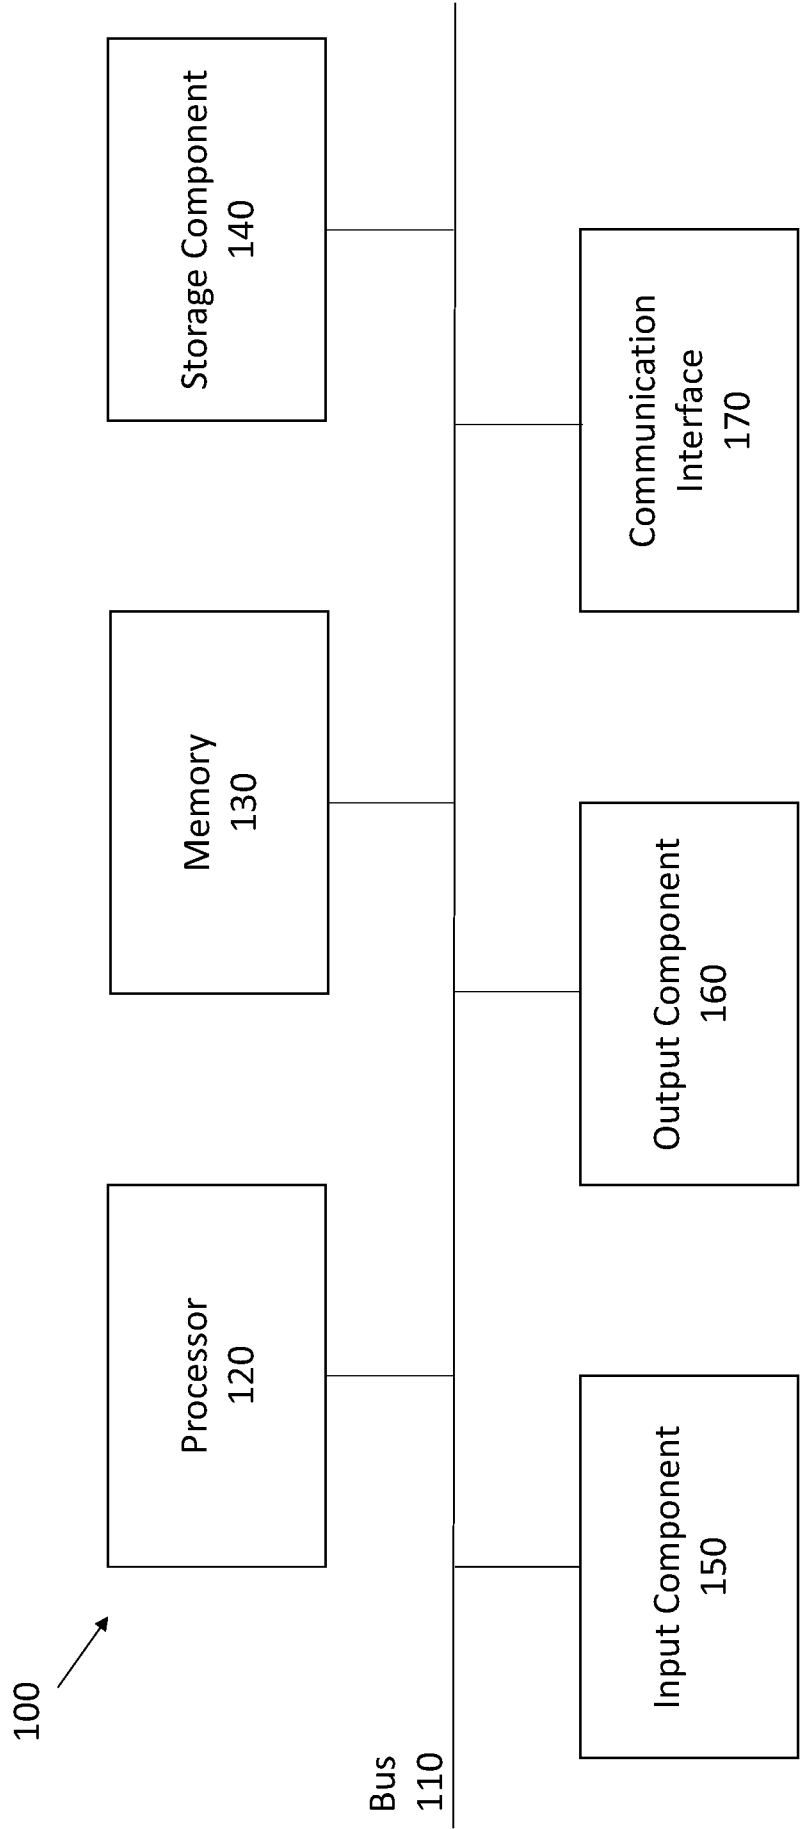 100
Processor
120
Memory
130
Storage Component
140
Bus
110
Input Component
150
Output Component
160
Communication
Interface
170